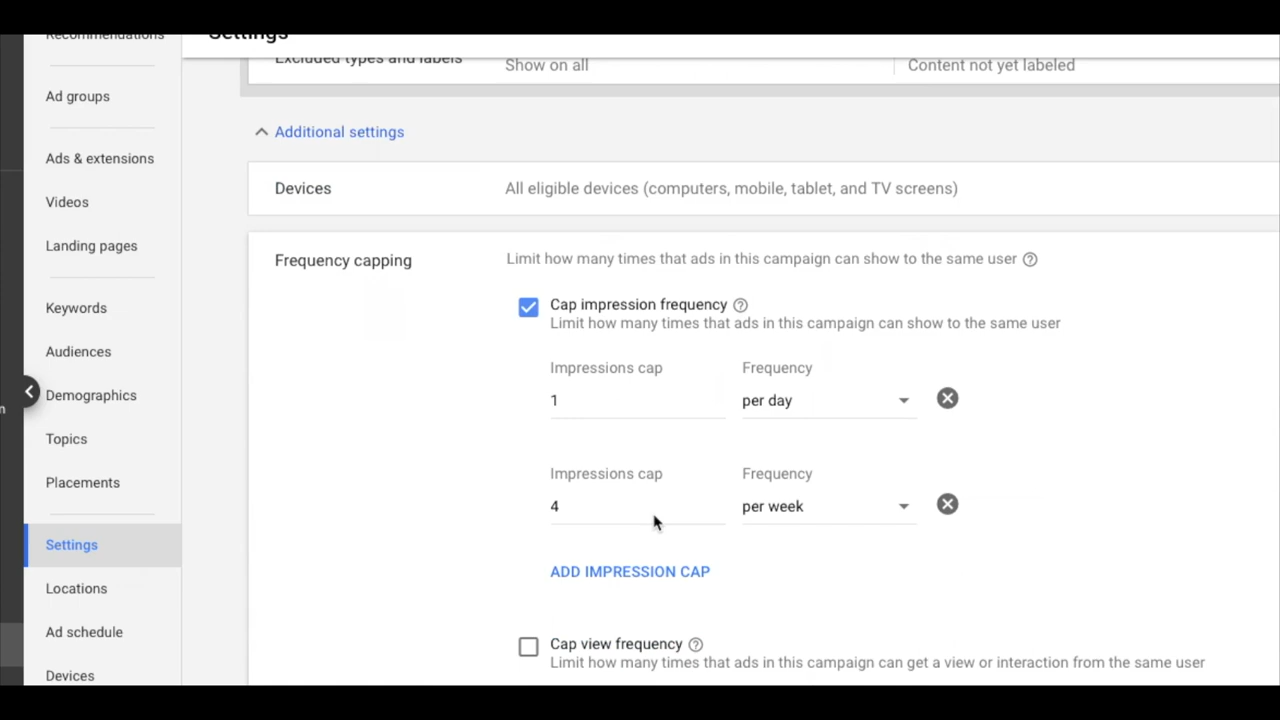 Settings
Recommendations
Ad groups
Ads & extensions
Videos
Landing pages
Keywords
Audiences
Demographics
Topics
Placements
Settings
Locations
Ad schedule
Devices
Excluded types and labels
Show on all
Content not yet labeled
Additional settings
Devices
All eligible devices (computers, mobile, tablet, and TV screens)
Frequency capping
Limit how many times that ads in this campaign can show to the same user
Cap impression frequency
Limit how many times that ads in this campaign can show to the same user
Impressions cap
Frequency
1
per day
Impressions cap
Frequency
4
per week
ADD IMPRESSION CAP
Cap view frequency
Limit how many times that ads in this campaign can get a view or interaction from the same user